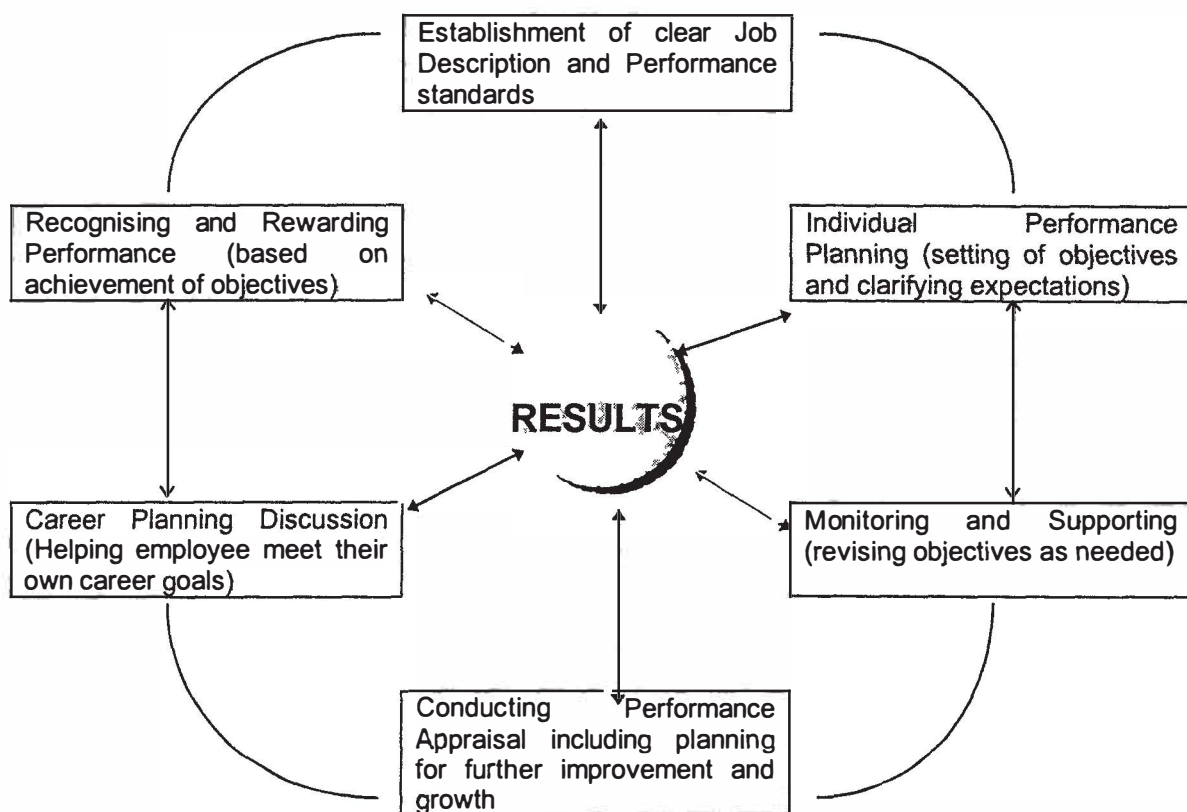 Establishment of clear Job
Description and Performance
standards
Recognising and Rewarding
Performance (based on
achievement of objectives)
Individual Performance
Planning (setting of objectives
and clarifying expectations)
RESULTS
Career Planning Discussion
(Helping employee meet their
own career goals)
Monitoring and Supporting
(revising objectives as needed)
Conducting Performance
Appraisal including planning
for further improvement and
growth